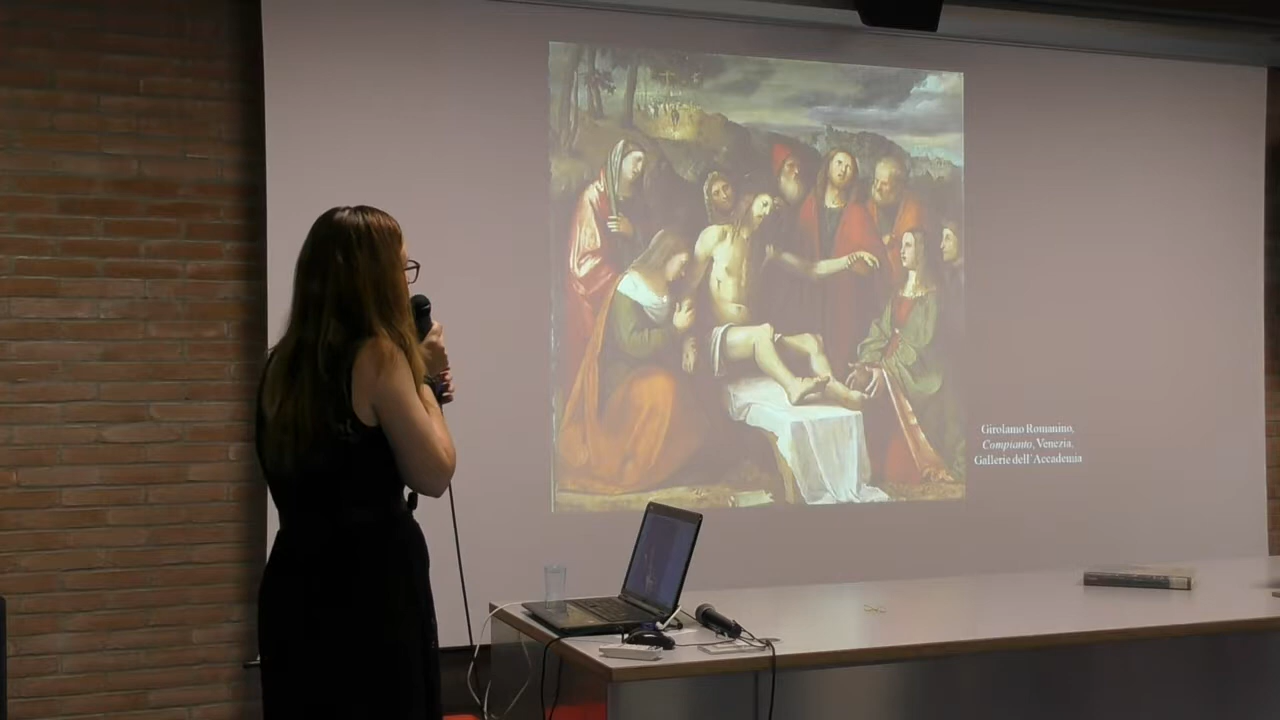 Girolamo Romanino,
Compianto, Venezia,
Gallerie dell'Accademia